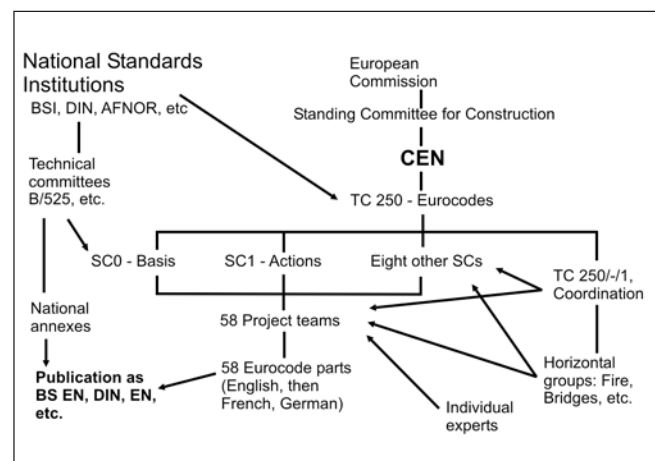 National Standards
Institutions
BSI, DIN, AFNOR, etc
European
Commission
Standing Committee for Construction
CEN
Technical
committees
B/525, etc.
TC 250 - Eurocodes
SC0 - Basis
SC1 - Actions
Eight other SCs
TC 250/-/1,
Coordination
National
annexes
58 Project teams
Publication as
BS EN, DIN, EN,
etc.
58 Eurocode parts
(English, then
French, German)
Individual
experts
Horizontal
groups: Fire,
Bridges, etc.